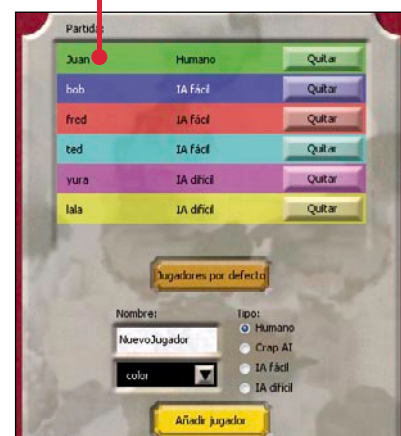 Partida:
Juan Humano Quitar
bob IA fácil Quitar
fred IA fácil Quitar
ted IA fácil Quitar
yura IA difícil Quitar
lala IA difícil Quitar
Jugadores por defecto
Nombre: Tipo:
Humano
NuevoJugador
Crap AI
IA fácil
color
IA difícil
Añadir jugador